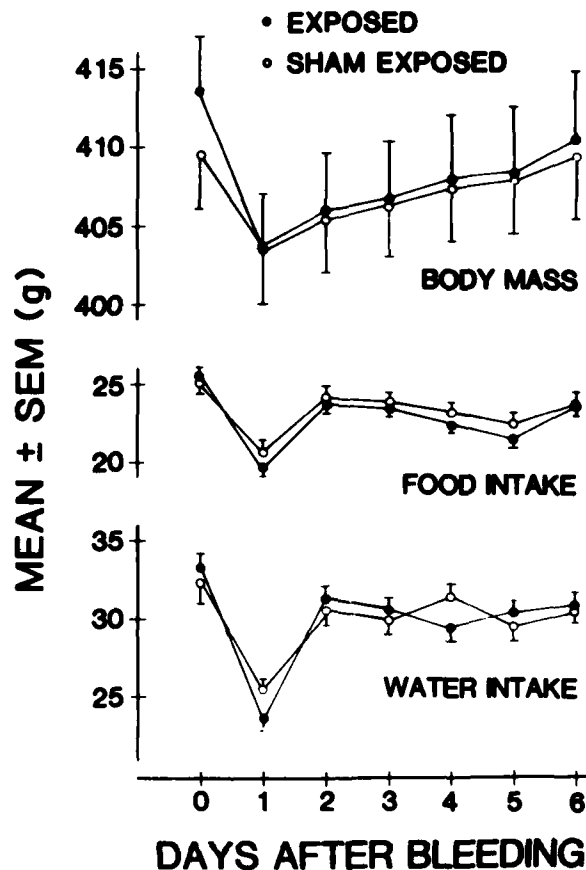 • EXPOSED
○ SHAM EXPOSED
415
410
405
400
BODY MASS
25
20
FOOD INTAKE
35
30
25
WATER INTAKE
MEAN ± SEM (g)
0 1 2 3 4 5 6
DAYS AFTER BLEEDING